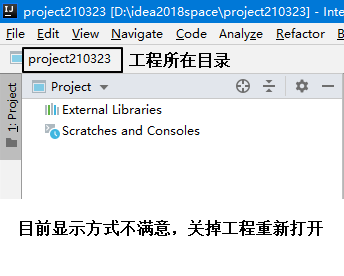 project210323 [D:\idea2018space\project210323] - Inte
File Edit View Navigate Code Analyze Refactor B
project210323 工程所在目录
1: Project
Project
External Libraries
Scratches and Consoles
目前显示方式不满意，关掉工程重新打开